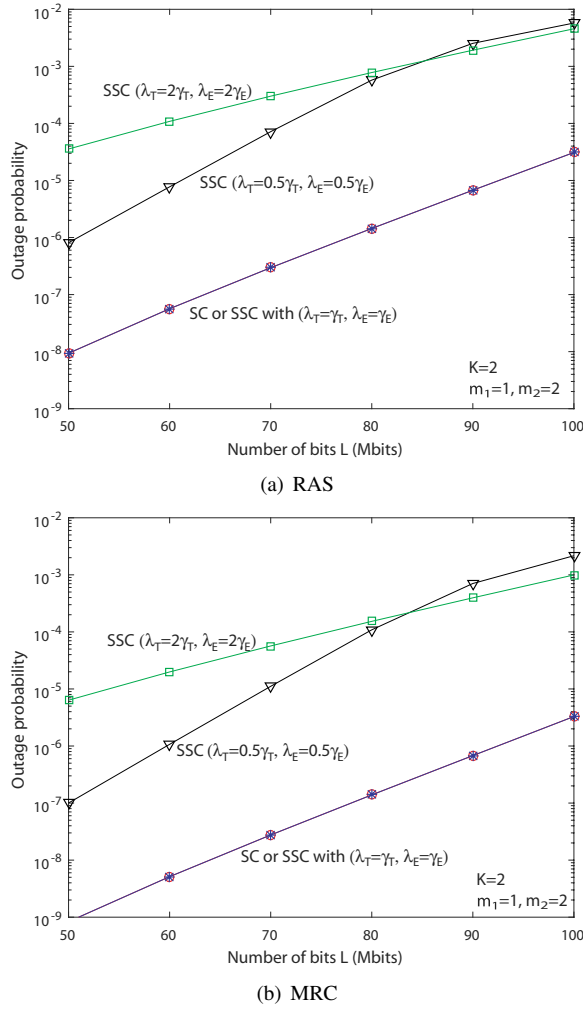 10^-2
10^-3
10^-4
10^-5
10^-6
10^-7
10^-8
10^-9
Outage probability
SSC (λ_T=2γ_T, λ_E=2γ_E)
SSC (λ_T=0.5γ_T, λ_E=0.5γ_E)
SC or SSC with (λ_T=γ_T, λ_E=γ_E)
K=2
m_1=1, m_2=2
50 60 70 80 90 100
Number of bits L (Mbits)
(a) RAS
10^-2
10^-3
10^-4
10^-5
10^-6
10^-7
10^-8
10^-9
Outage probability
SSC (λ_T=2γ_T, λ_E=2γ_E)
SSC (λ_T=0.5γ_T, λ_E=0.5γ_E)
SC or SSC with (λ_T=γ_T, λ_E=γ_E)
K=2
m_1=1, m_2=2
50 60 70 80 90 100
Number of bits L (Mbits)
(b) MRC